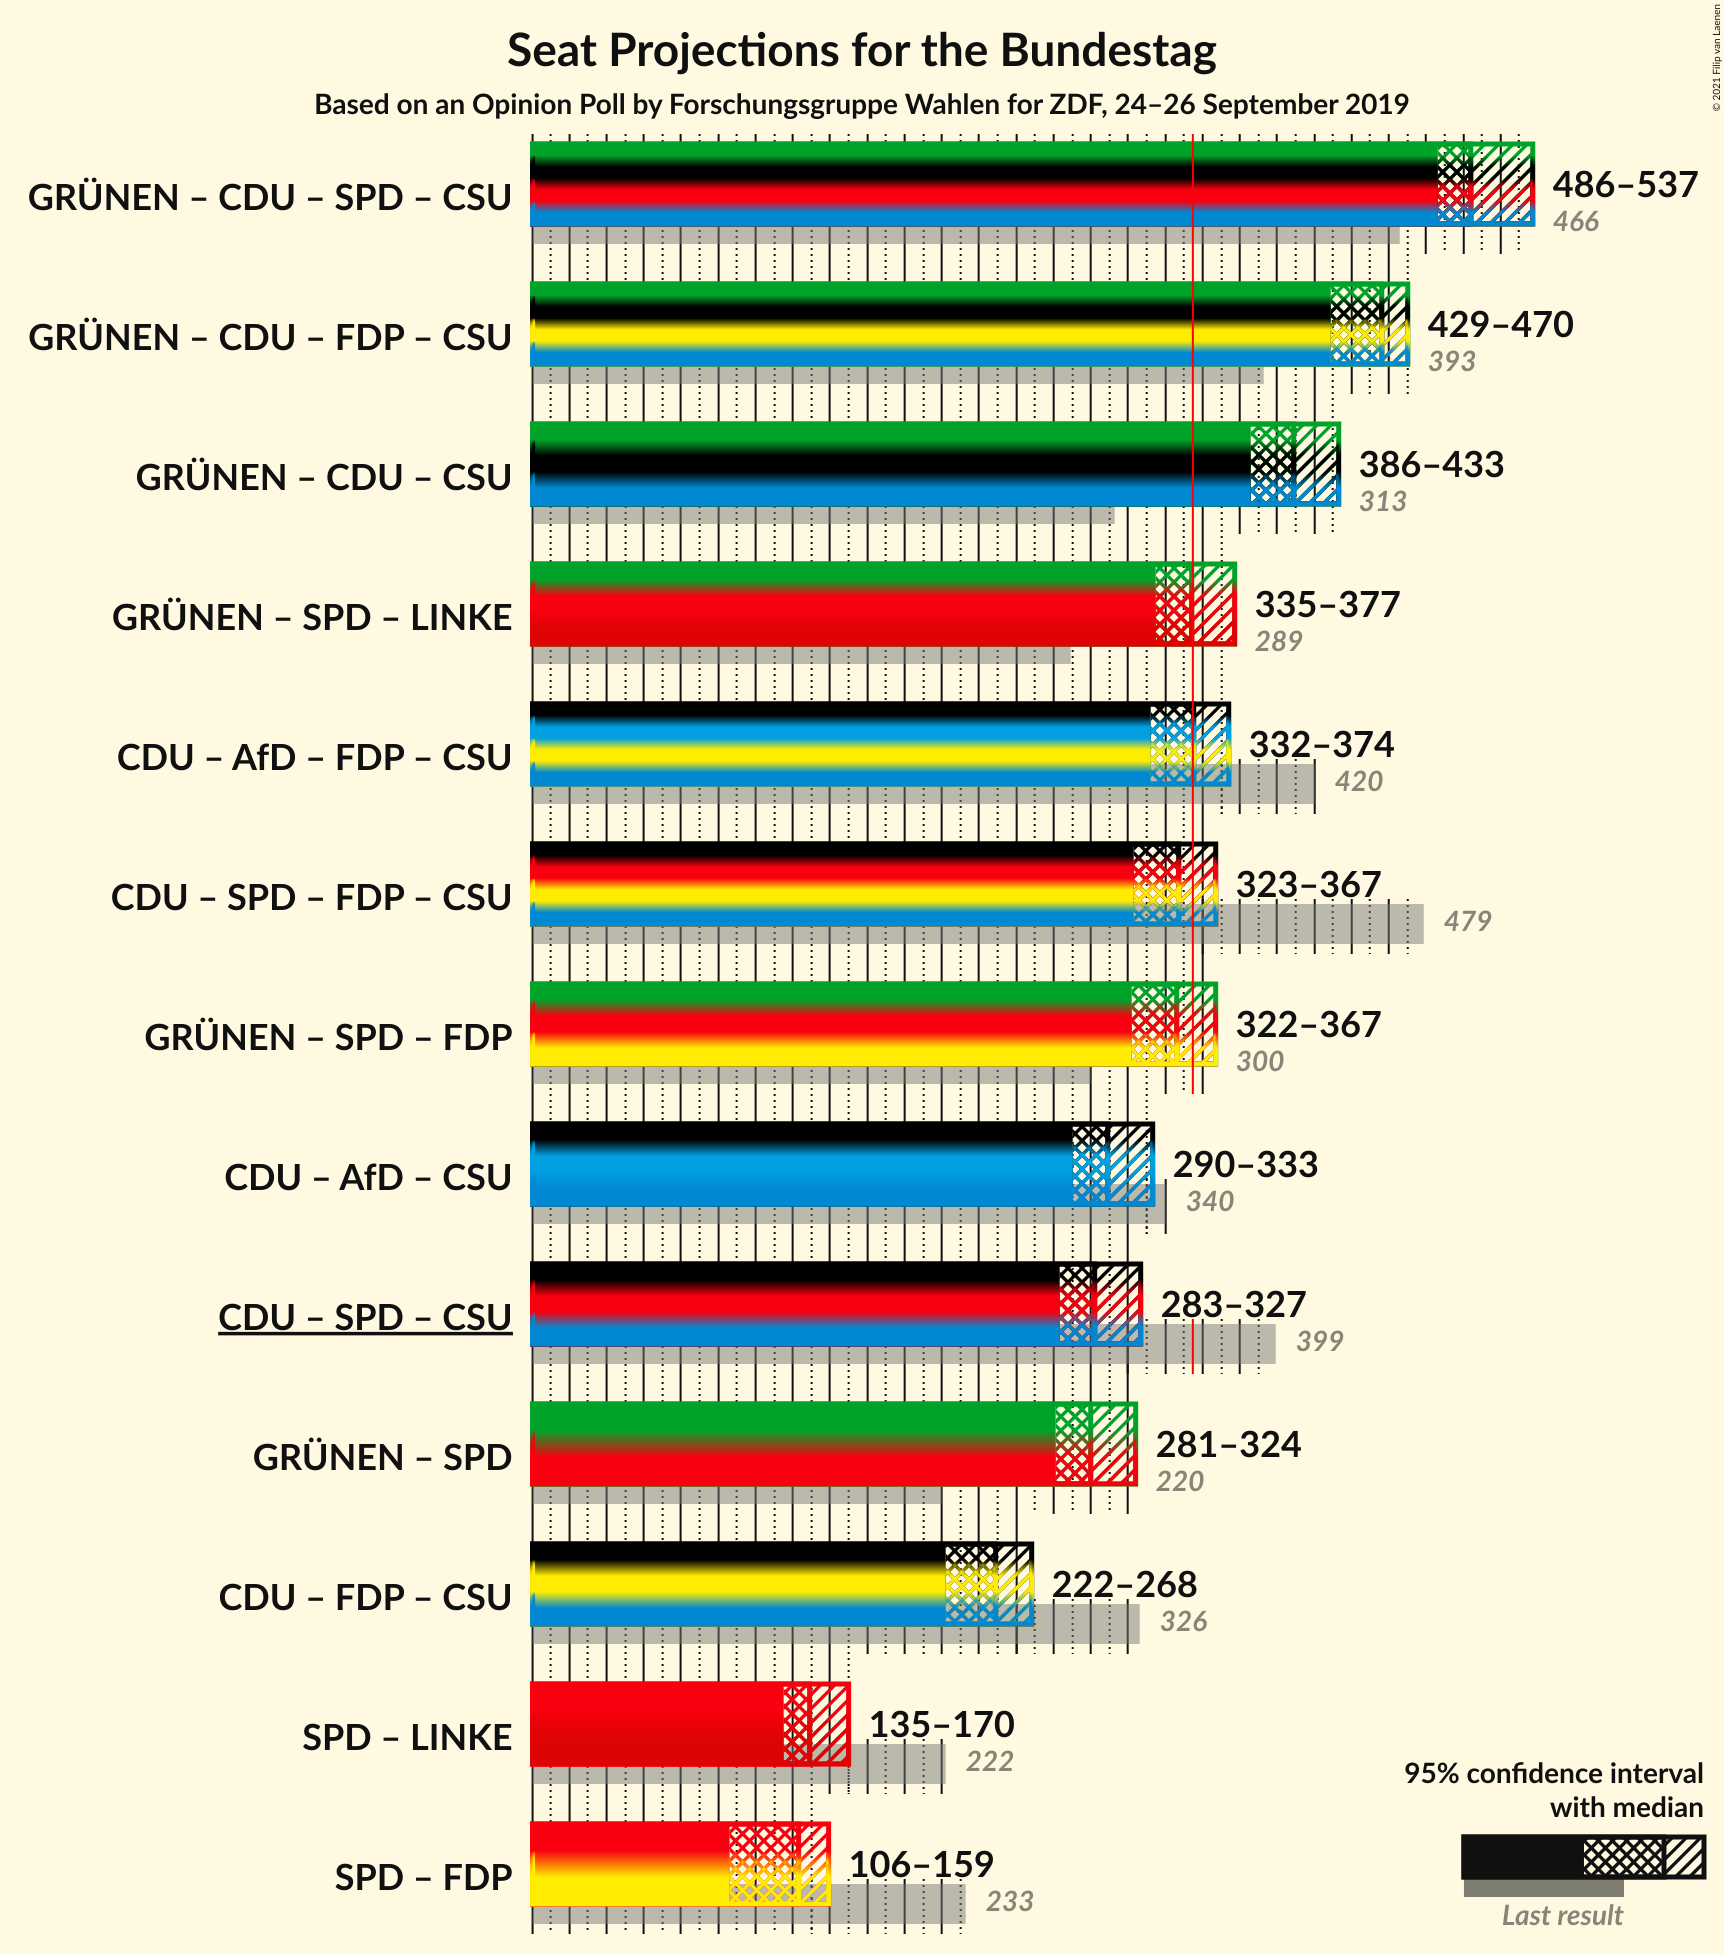 Seat Projections for the Bundestag
Based on an Opinion Poll by Forschungsgruppe Wahlen for ZDF, 24–26 September 2019
© 2021 Filip van Laenen
GRÜNEN – CDU – SPD – CSU
486–537
466
GRÜNEN – CDU – FDP – CSU
429–470
393
GRÜNEN – CDU – CSU
386–433
313
GRÜNEN – SPD – LINKE
335–377
289
CDU – AfD – FDP – CSU
332–374
420
CDU – SPD – FDP – CSU
323–367
479
GRÜNEN – SPD – FDP
322–367
300
CDU – AfD – CSU
290–333
340
CDU – SPD – CSU
283–327
399
GRÜNEN – SPD
281–324
220
CDU – FDP – CSU
222–268
326
SPD – LINKE
135–170
222
SPD – FDP
106–159
233
95% confidence interval
with median
Last result